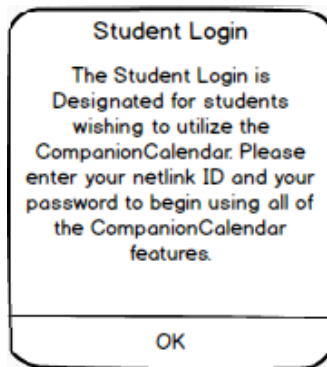 Student Login
The Student Login is
Designated for students
wishing to utilize the
CompanionCalendar. Please
enter your netlink ID and your
password to begin using all of
the CompanionCalendar
features.
OK